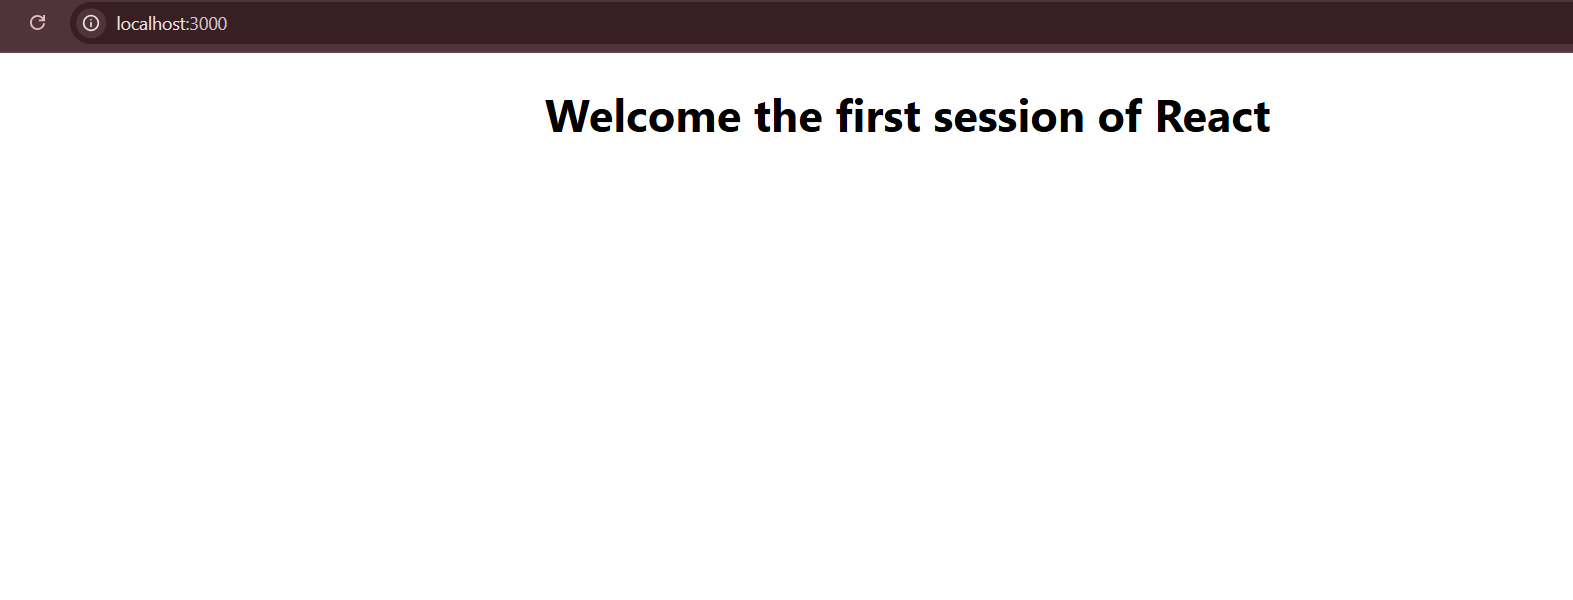 localhost:3000
Welcome the first session of React